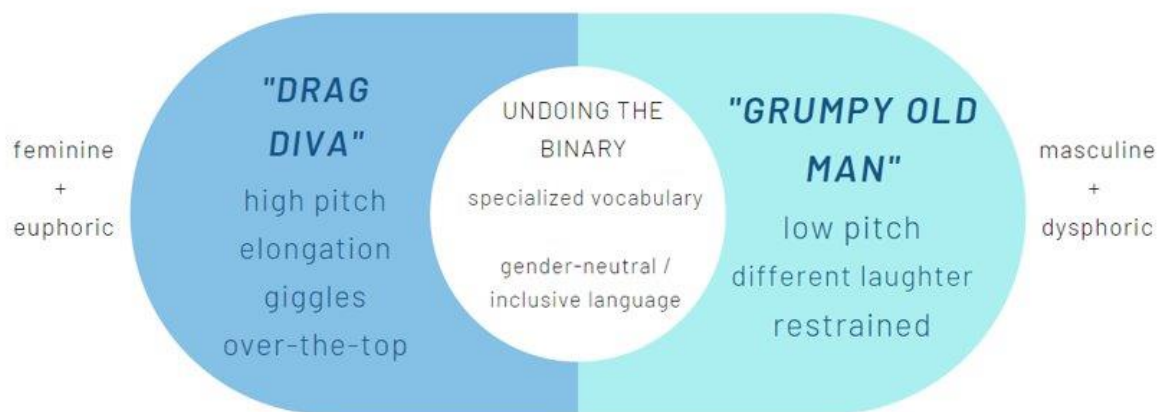 feminine
+
euphoric
"DRAG
DIVA"
high pitch
elongation
giggles
over-the-top
UNDOING THE
BINARY
specialized vocabulary
gender-neutral /
inclusive language
"GRUMPY OLD
MAN"
low pitch
different laughter
restrained
masculine
+
dysphoric